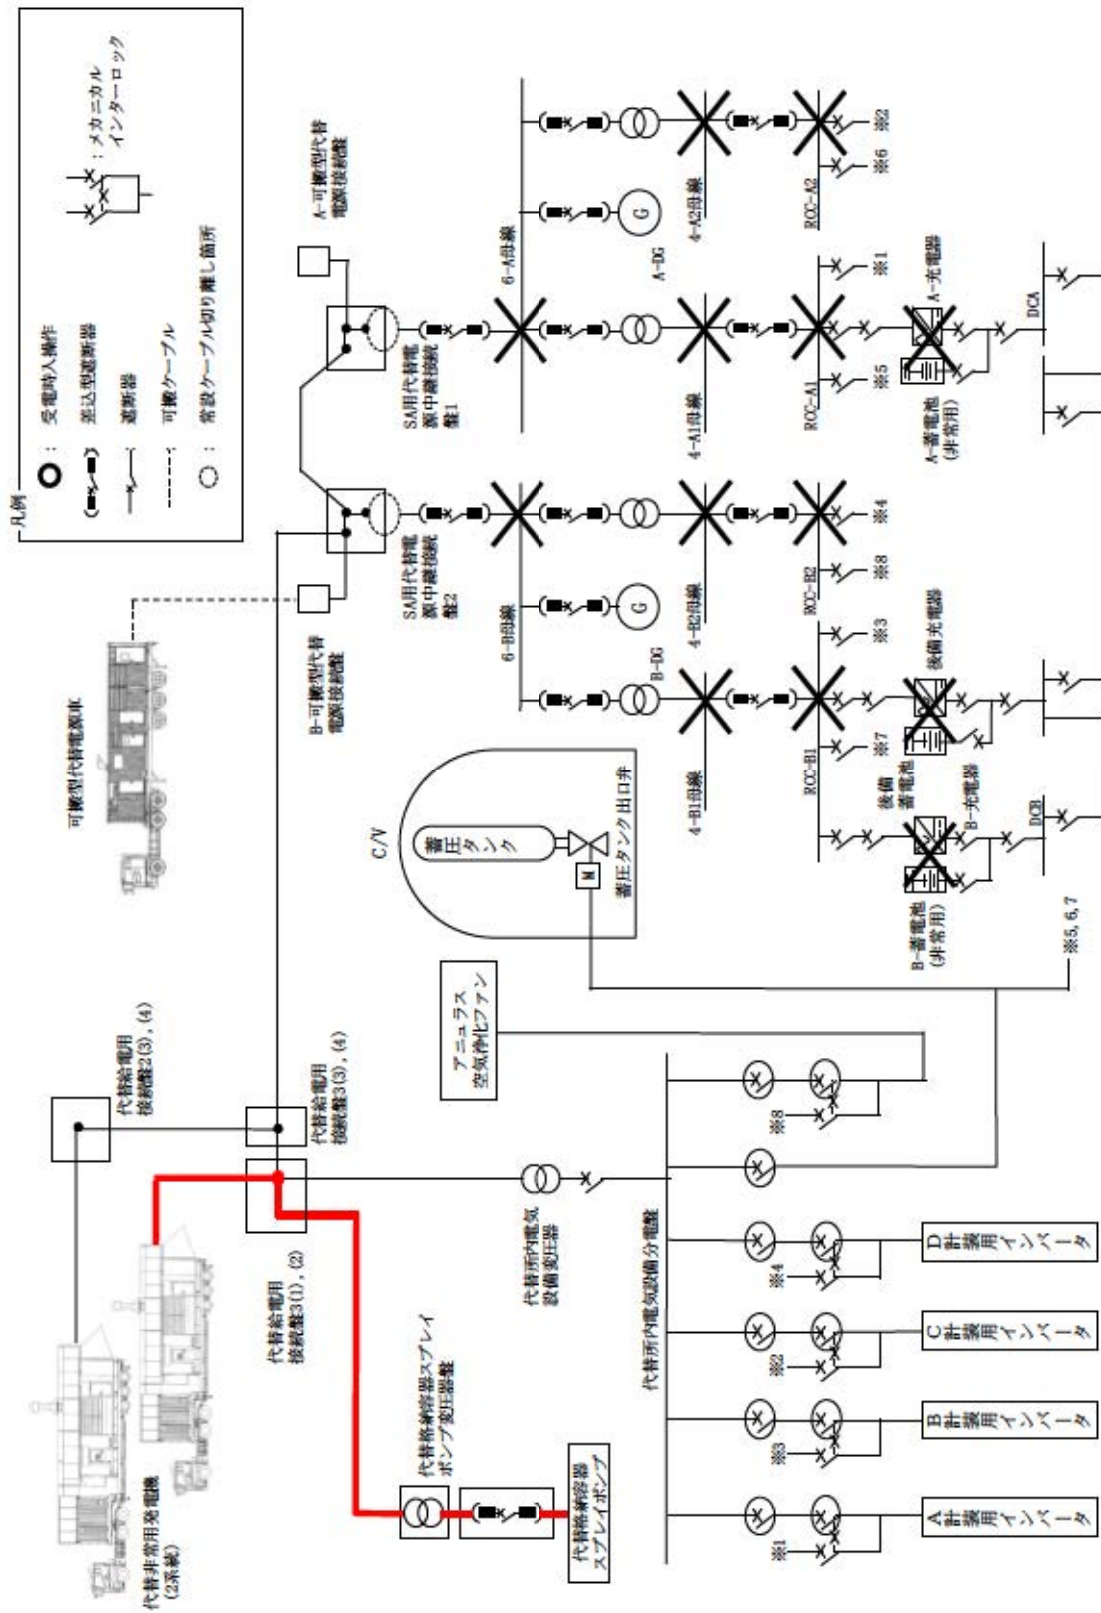 凡例
：受電時入操作
：差込型遮断器
：遮断器
：可搬ケーブル
：常設ケーブル切り離し箇所
：メカニカル
インターロック
代替非常用発電機
(2系統)
代替給電用
接続盤2(3),(4)
可搬型代替電源車
代替給電用
接続盤3(1),(2)
代替給電用
接続盤3(3),(4)
B-可搬型代替
電源接続盤
A-可搬型代替
電源接続盤
SA用代替電
源中継接続
盤2
SA用代替電
源中継接続
盤1
代替格納容器スプレイ
ポンプ変圧器盤
代替格納容器
スプレイポンプ
代替所内電気
設備変圧器
アニュラス
空気浄化ファン
C/V
蓄圧タンク
M
蓄圧タンク出口弁
6-B母線
6-A母線
G
B-DG
G
A-DG
4-B1母線
4-B2母線
4-A1母線
4-A2母線
代替所内電気設備分電盤
RCC-B1
RCC-B2
RCC-A1
RCC-A2
※7
※3
※8
※4
※5
※1
※6
※2
※1
※3
※2
※4
※8
B-蓄電池
(非常用)
B-充電器
後備
蓄電池
後備充電器
A-蓄電池
(非常用)
A-充電器
A
計装用インバータ
B
計装用インバータ
C
計装用インバータ
D
計装用インバータ
※5,6,7
DCB
DCA